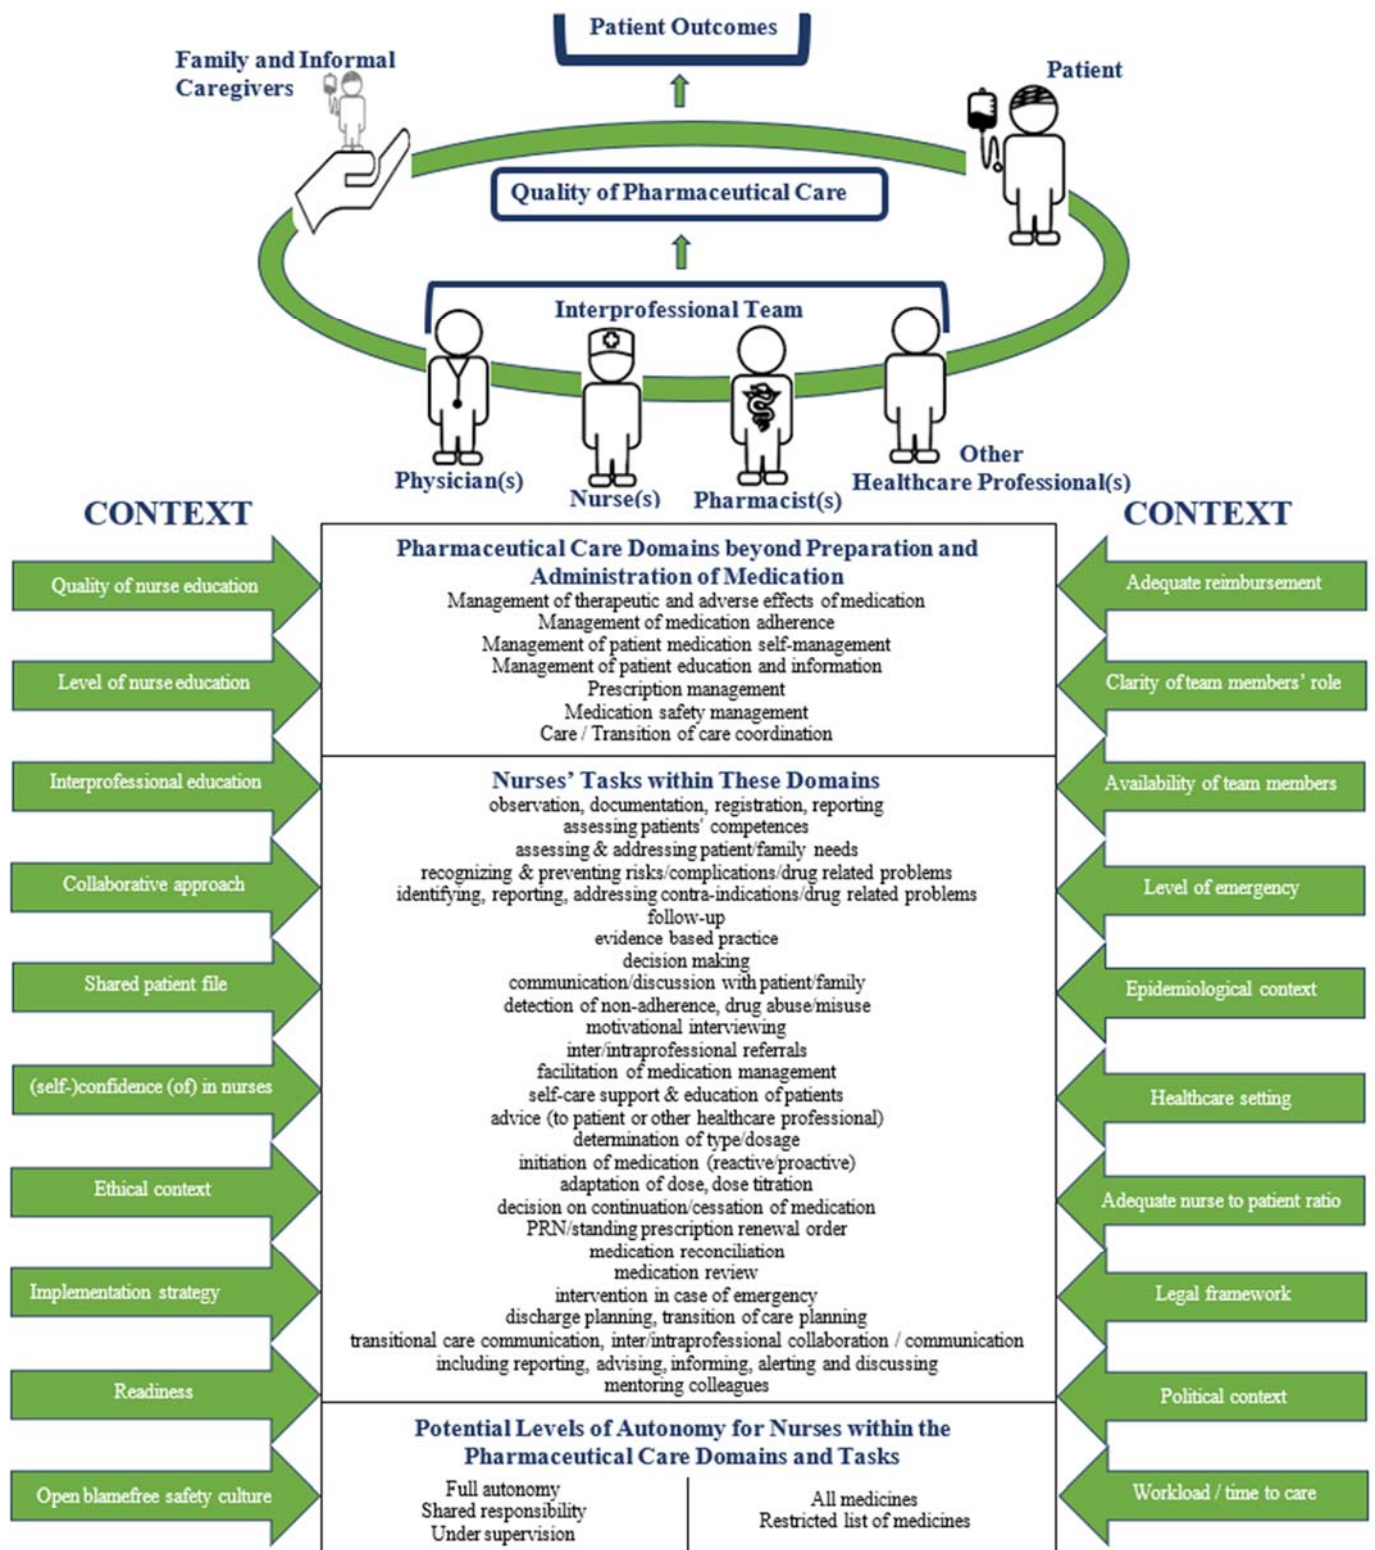 Patient Outcomes
Family and Informal
Caregivers
Patient
Quality of Pharmaceutical Care
Interprofessional Team
Physician(s)
Nurse(s)
Pharmacist(s)
Other
Healthcare Professional(s)
CONTEXT
Quality of nurse education
Level of nurse education
Interprofessional education
Collaborative approach
Shared patient file
(self-)confidence (of) in nurses
Ethical context
Implementation strategy
Readiness
Open blamefree safety culture
Pharmaceutical Care Domains beyond Preparation and
Administration of Medication
Management of therapeutic and adverse effects of medication
Management of medication adherence
Management of patient medication self-management
Management of patient education and information
Prescription management
Medication safety management
Care / Transition of care coordination
Nurses’ Tasks within These Domains
observation, documentation, registration, reporting
assessing patients' competences
assessing & addressing patient/family needs
recognizing & preventing risks/complications/drug related problems
identifying, reporting, addressing contra-indications/drug related problems
follow-up
evidence based practice
decision making
communication/discussion with patient/family
detection of non-adherence, drug abuse/misuse
motivational interviewing
inter/intraprofessional referrals
facilitation of medication management
self-care support & education of patients
advice (to patient or other healthcare professional)
determination of type/dosage
initiation of medication (reactive/proactive)
adaptation of dose, dose titration
decision on continuation/cessation of medication
PRN/standing prescription renewal order
medication reconciliation
medication review
intervention in case of emergency
discharge planning, transition of care planning
transitional care communication, inter/intraprofessional collaboration / communication
including reporting, advising, informing, alerting and discussing
mentoring colleagues
Potential Levels of Autonomy for Nurses within the
Pharmaceutical Care Domains and Tasks
Full autonomy
Shared responsibility
Under supervision
All medicines
Restricted list of medicines
CONTEXT
Adequate reimbursement
Clarity of team members’ role
Availability of team members
Level of emergency
Epidemiological context
Healthcare setting
Adequate nurse to patient ratio
Legal framework
Political context
Workload / time to care